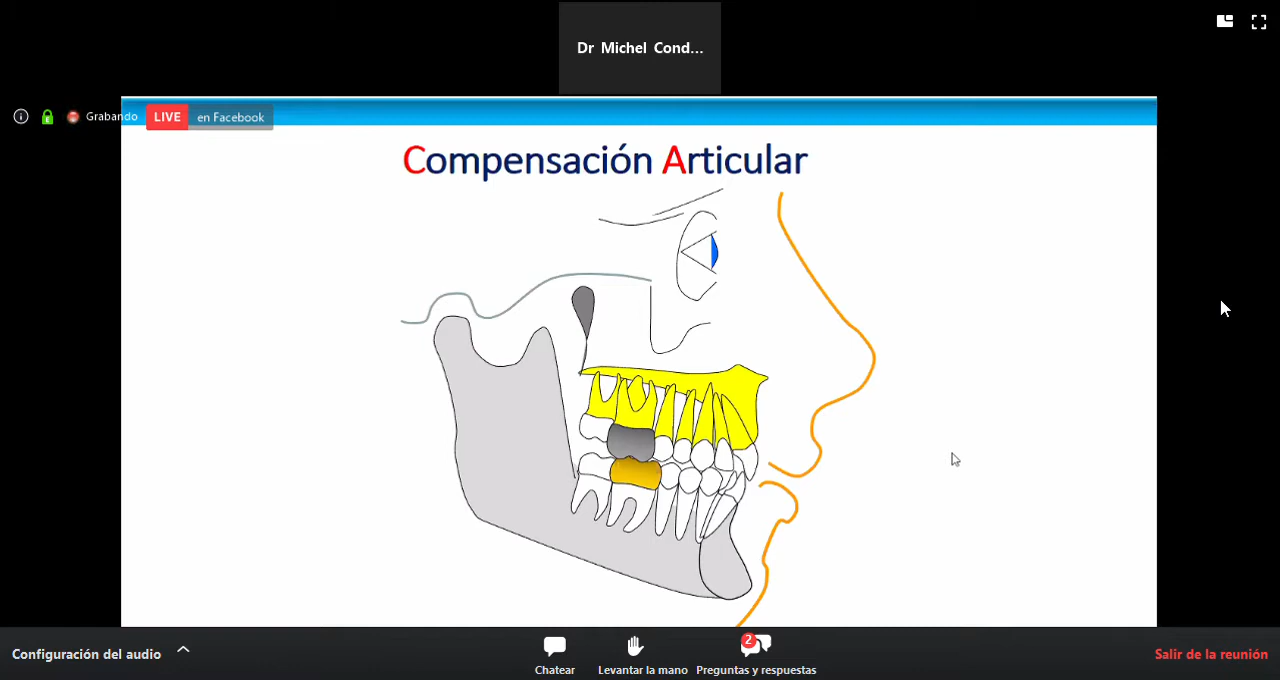 Dr Michel Cond...
Grabando
LIVE en Facebook
Compensación Articular
Configuración del audio
Chatear
Levantar la mano
2
Preguntas y respuestas
Salir de la reunión